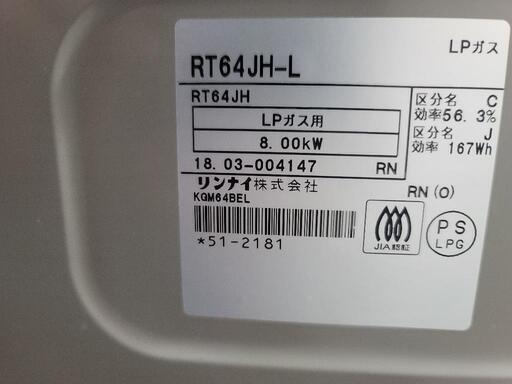 LPガス
RT64JH-L
RT64JH
LPガス用
8.00kW
18.03-004147 RN
区分名 C
効率56.3%
区分名 J
効率 167Wh
リンナイ株式会社
KGM64BEL
RN(O)
*51-2181
JIA認証
PS
LPG